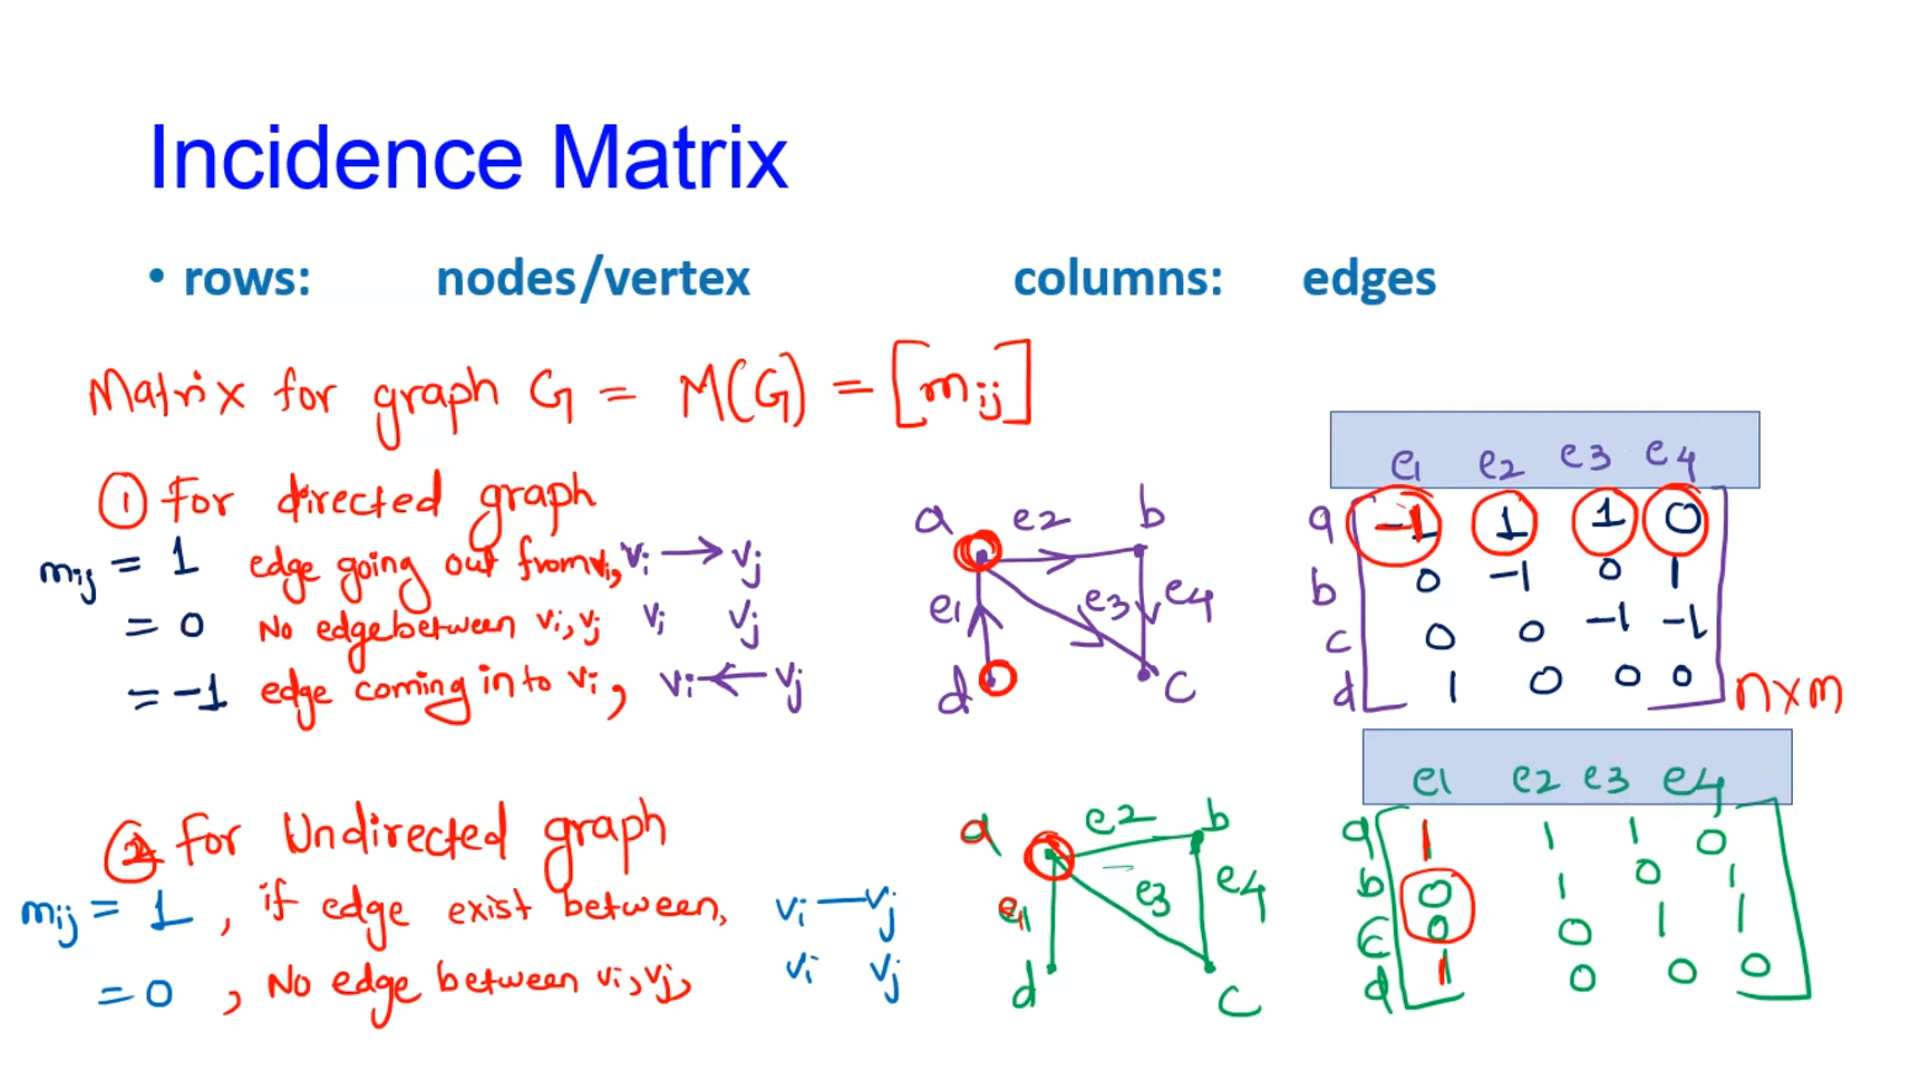 Incidence Matrix
• rows: nodes/vertex columns: edges
Matrix for graph G = M(G) = [mij]
① For directed graph
mij = 1 edge going out from vi, vi → vj
= 0 No edge between vi, vj vi vj
= -1 edge coming in to vi, vi ← vj
a e2 b
e1 e3 e4
d c
e1 e2 e3 e4
a -1 1 1 0
b 0 -1 0 1
c 0 0 -1 -1
d 1 0 0 0 n×m
② For Undirected graph
mij = 1, if edge exist between, vi — vj
= 0, No edge between vi, vj, vi vj
a e2 b
e1 e3 e4
d c
e1 e2 e3 e4
a 1 1 1 0
b 0 1 0 1
c 0 0 1 1
d 1 0 0 0